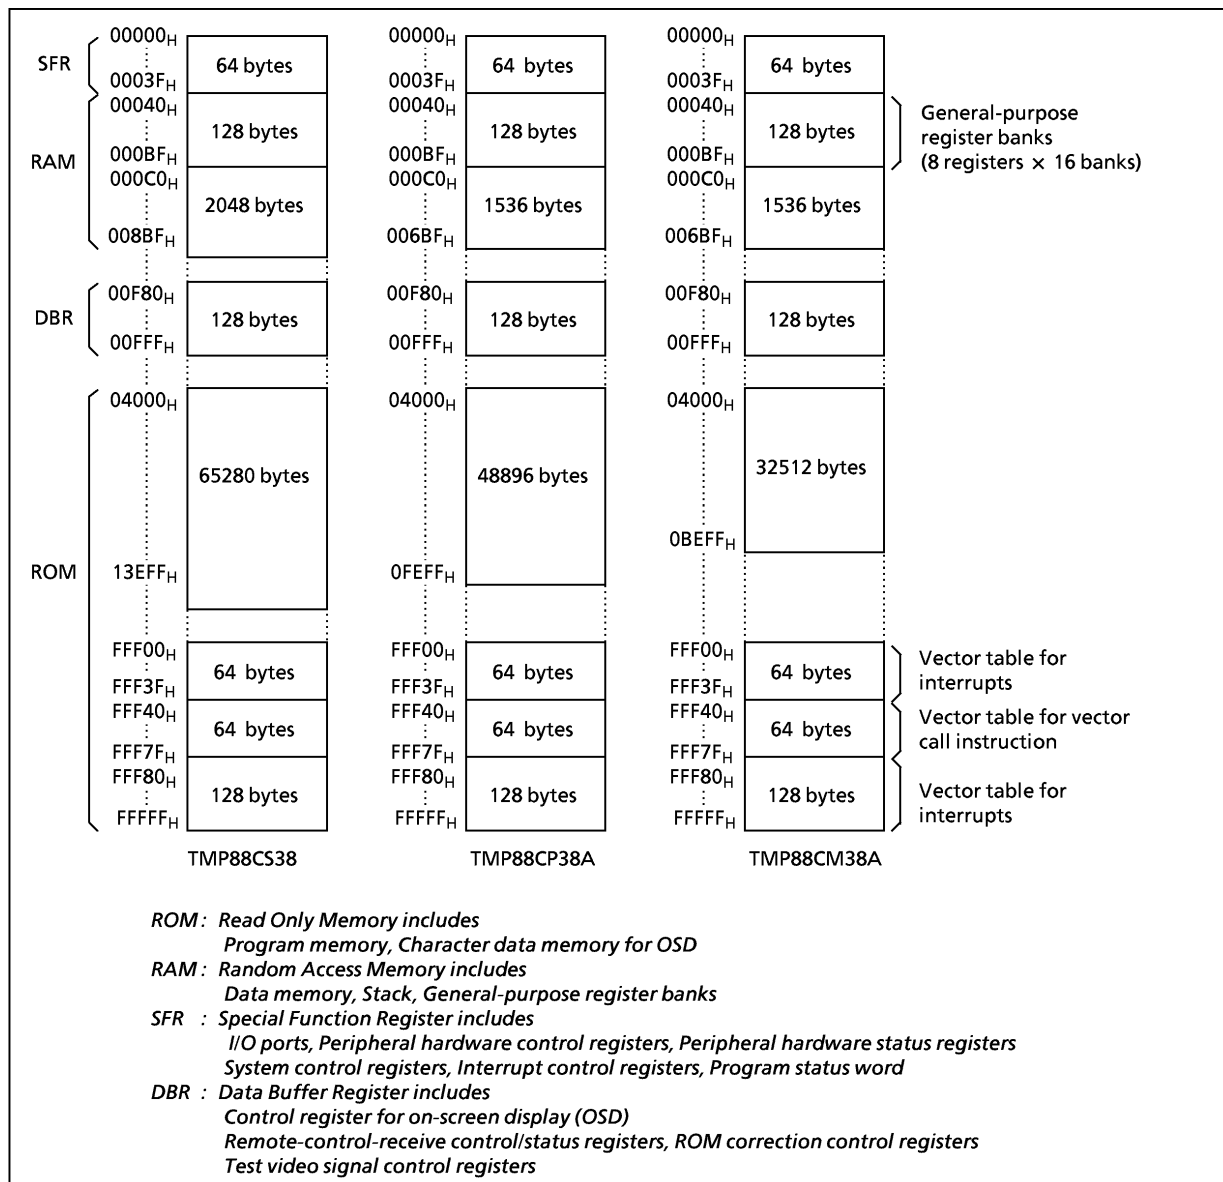 00000H 00000H 00000H
SFR 64 bytes 64 bytes 64 bytes
0003FH 0003FH 0003FH
00040H 00040H 00040H General-purpose
RAM 128 bytes 128 bytes 128 bytes register banks
000BFH 000BFH 000BFH (8 registers × 16 banks)
000C0H 000C0H 000C0H
2048 bytes 1536 bytes 1536 bytes
008BFH 006BFH 006BFH
00F80H 00F80H 00F80H
DBR 128 bytes 128 bytes 128 bytes
00FFFH 00FFFH 00FFFH
04000H 04000H 04000H
65280 bytes 48896 bytes 32512 bytes
0BEFFH
ROM 13EFFH 0FEFFH
FFF00H FFF00H FFF00H Vector table for
64 bytes 64 bytes 64 bytes interrupts
FFF3FH FFF3FH FFF3FH
FFF40H FFF40H FFF40H Vector table for vector
64 bytes 64 bytes 64 bytes call instruction
FFF7FH FFF7FH FFF7FH
FFF80H FFF80H FFF80H Vector table for
128 bytes 128 bytes 128 bytes interrupts
FFFFFH FFFFFH FFFFFH
TMP88CS38 TMP88CP38A TMP88CM38A
ROM : Read Only Memory includes
Program memory, Character data memory for OSD
RAM : Random Access Memory includes
Data memory, Stack, General-purpose register banks
SFR : Special Function Register includes
I/O ports, Peripheral hardware control registers, Peripheral hardware status registers
System control registers, Interrupt control registers, Program status word
DBR : Data Buffer Register includes
Control register for on-screen display (OSD)
Remote-control-receive control/status registers, ROM correction control registers
Test video signal control registers